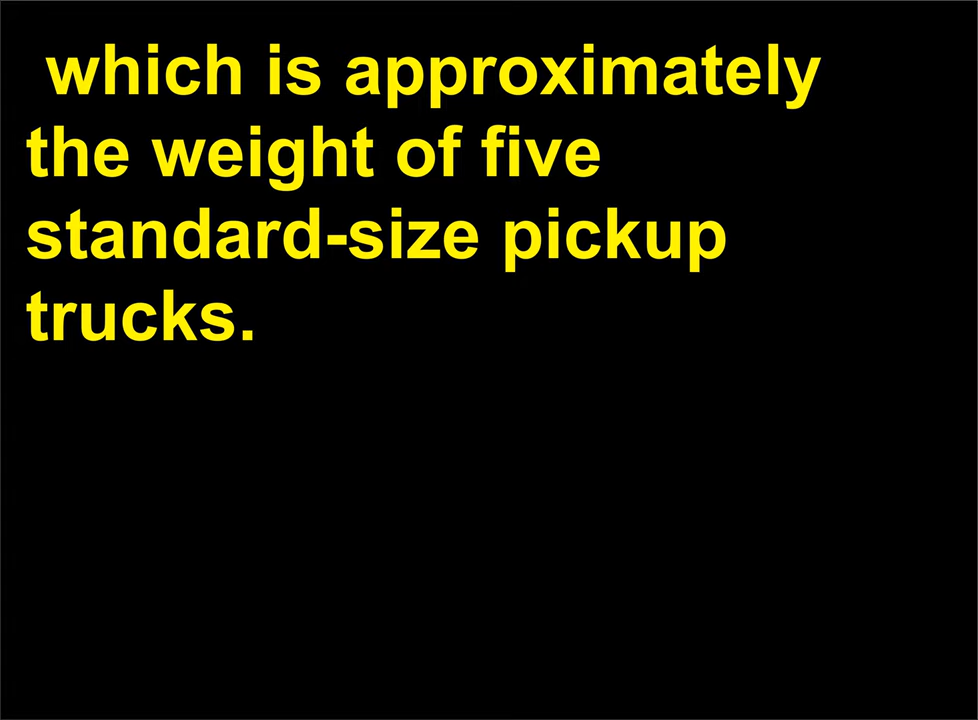 which is approximately
the weight of five
standard-size pickup
trucks.